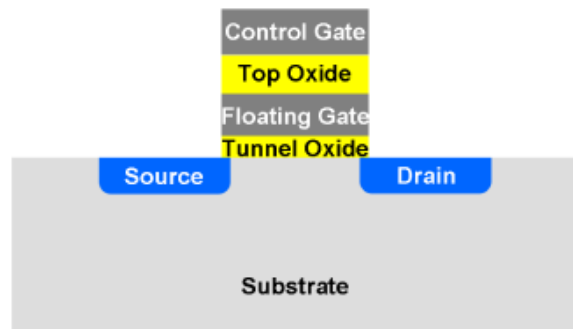 Control Gate
Top Oxide
Floating Gate
Tunnel Oxide
Source
Drain
Substrate